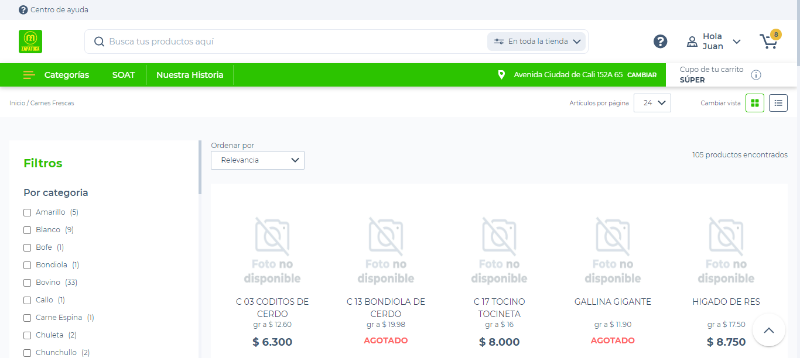 Centro de ayuda
Busca tus productos aquí
En toda la tienda
Hola
Juan
8
Categorías
SOAT
Nuestra Historia
Avenida Ciudad de Cali 152A 65 CAMBIAR
Cupo de tu carrito
SÚPER
Inicio / Carnes Frescas
Artículos por página
24
Cambiar vista
Filtros
Por categoria
Amarillo (5)
Blanco (9)
Bofe (1)
Bondiola (1)
Bovino (33)
Callo (1)
Carne Espina (1)
Chuleta (2)
Chunchullo (2)
Ordenar por
Relevancia
105 productos encontrados
Foto no
disponible
C 03 CODITOS DE
CERDO
gr a $ 12.60
$ 6.300
Foto no
disponible
C 13 BONDIOLA DE
CERDO
gr a $ 19.98
AGOTADO
Foto no
disponible
C 17 TOCINO
TOCINETA
gr a $ 16
$ 8.000
Foto no
disponible
GALLINA GIGANTE
gr a $ 11.90
AGOTADO
Foto no
disponible
HIGADO DE RES
gr a $ 17.50
$ 8.750